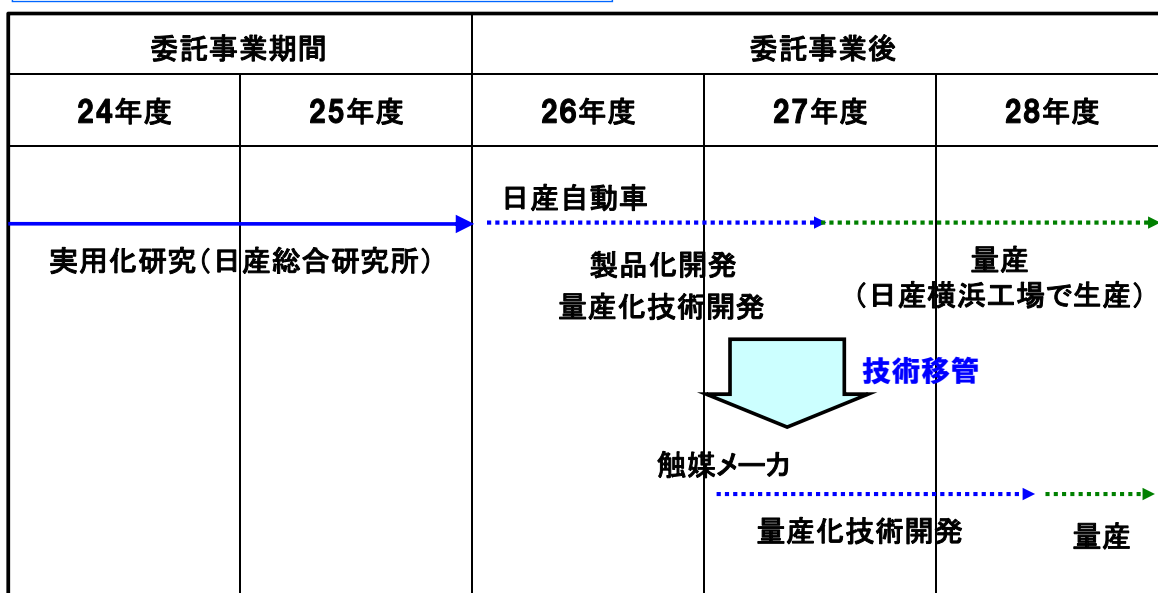 委託事業期間
委託事業後
24年度
25年度
26年度
27年度
28年度
日産自動車
実用化研究(日産総合研究所)
製品化開発
量産化技術開発
量産
(日産横浜工場で生産)
技術移管
触媒メーカ
量産化技術開発
量産